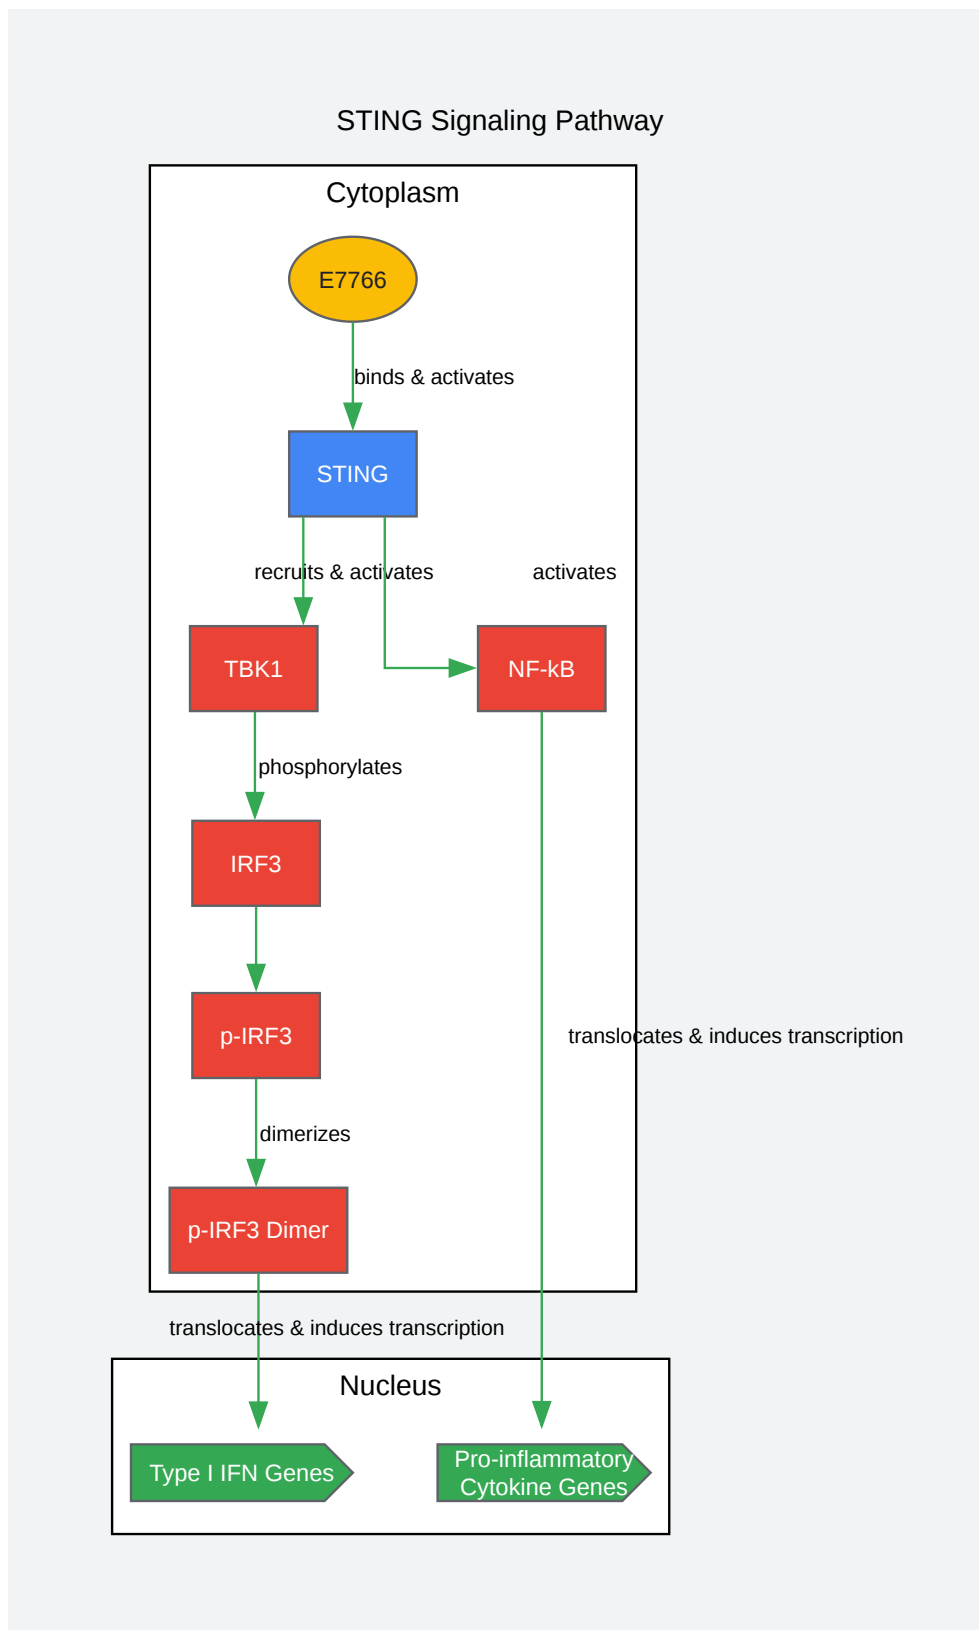 STING Signaling Pathway
Cytoplasm
E7766
binds & activates
STING
recruits & activates
activates
TBK1
NF-kB
phosphorylates
IRF3
p-IRF3
translocates & induces transcription
dimerizes
p-IRF3 Dimer
translocates & induces transcription
Nucleus
Type I IFN Genes
Pro-inflammatory
Cytokine Genes